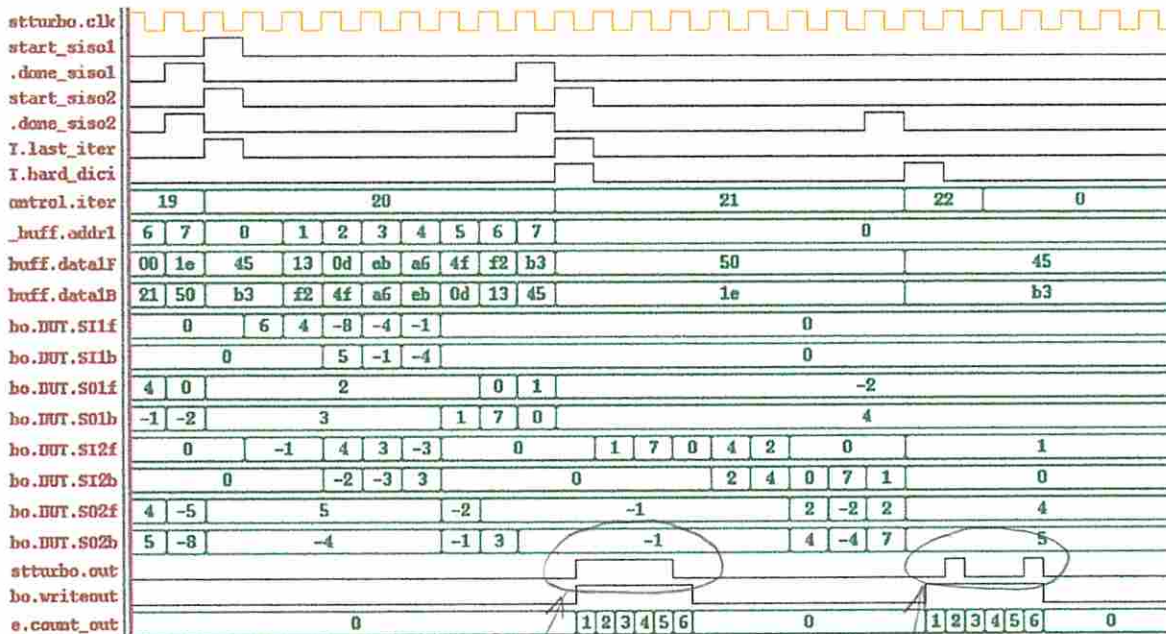 stturbo.clk
start_siso1
.done_siso1
start_siso2
.done_siso2
I.last_iter
I.hard_dici
ontrol.iter 19 20 21 22 0
_buff.addr1 6 7 0 1 2 3 4 5 6 7 0
buff.data1F 00 1e 45 13 0d eb a6 4f f2 b3 50 45
buff.data1B 21 50 b3 f2 4f a6 eb 0d 13 45 1e b3
bo.DUT.SI1f 0 6 4 -8 -4 -1 0
bo.DUT.SI1b 0 5 -1 -4 0
bo.DUT.SO1f 4 0 2 0 1 -2
bo.DUT.SO1b -1 -2 3 1 7 0 4
bo.DUT.SI2f 0 -1 4 3 -3 0 1 7 0 4 2 0 1
bo.DUT.SI2b 0 -2 -3 3 0 2 4 0 7 1 0
bo.DUT.SO2f 4 -5 5 -2 -1 2 -2 2 4
bo.DUT.SO2b 5 -8 -4 -1 3 -1 4 -4 7 5
stturbo.out
bo.writeout
e.count_out 0 1 2 3 4 5 6 0 1 2 3 4 5 6 0